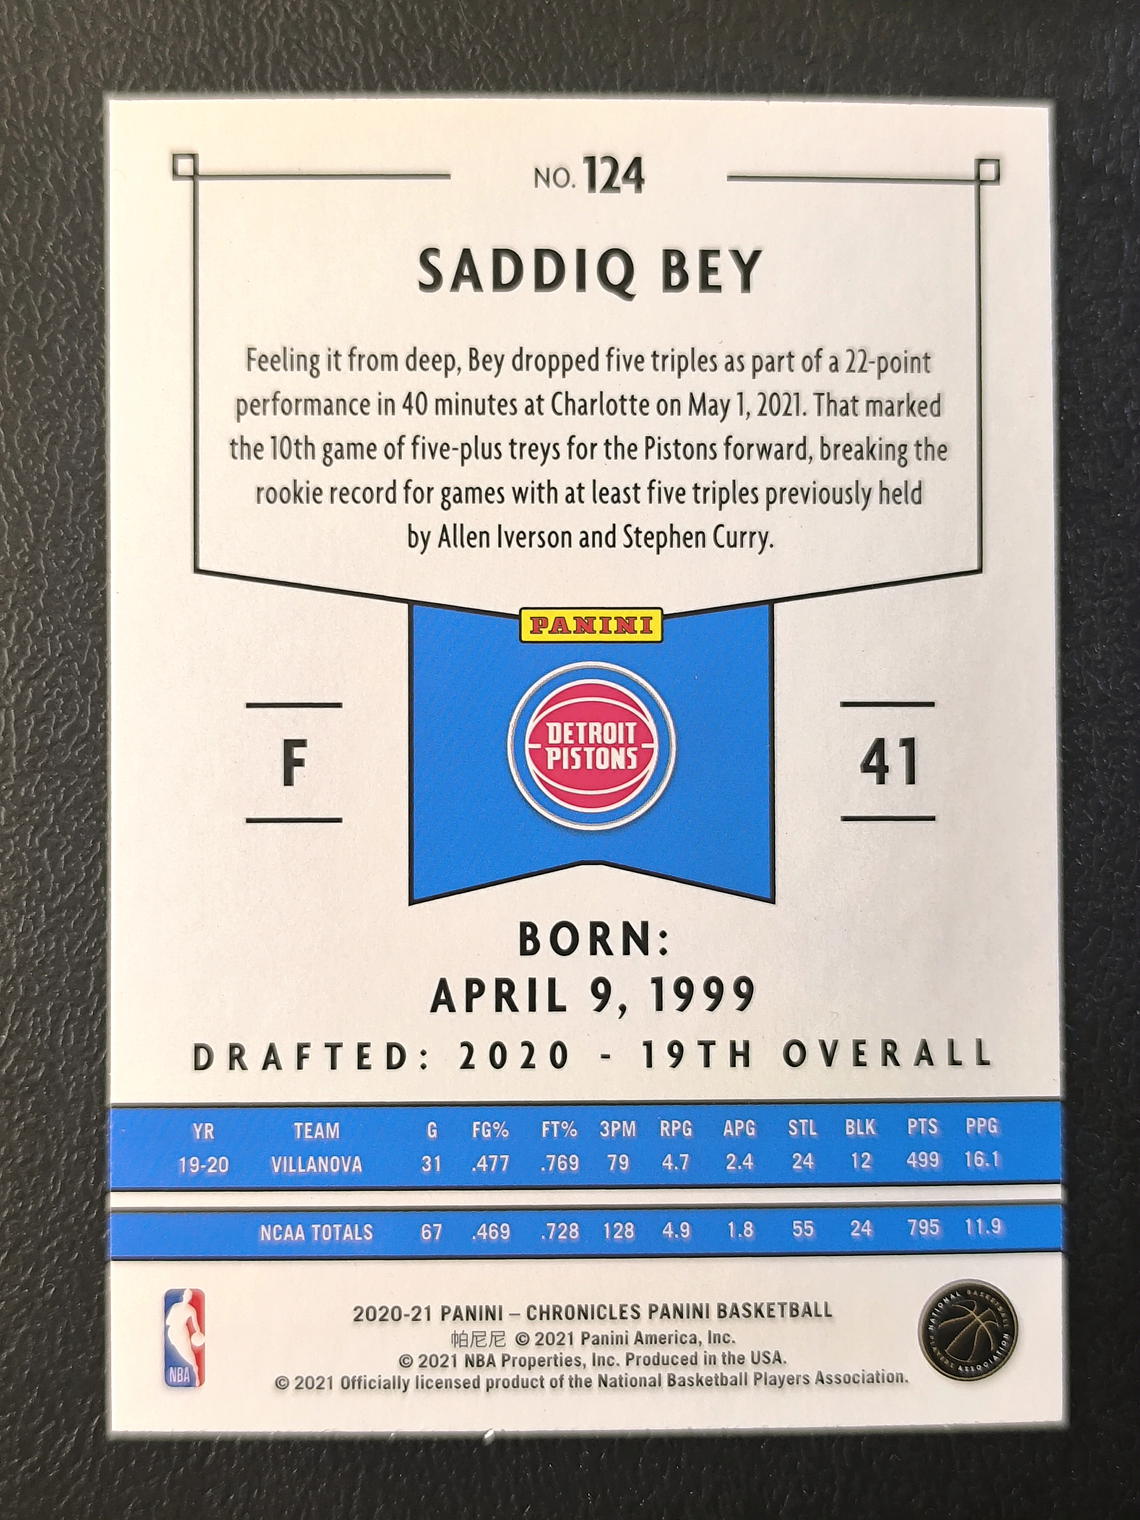 NO. 124
SADDIQ BEY
Feeling it from deep, Bey dropped five triples as part of a 22-point
performance in 40 minutes at Charlotte on May 1, 2021. That marked
the 10th game of five-plus treys for the Pistons forward, breaking the
rookie record for games with at least five triples previously held
by Allen Iverson and Stephen Curry.
PANINI
DETROIT
PISTONS
F
41
BORN:
APRIL 9, 1999
DRAFTED: 2020 - 19TH OVERALL
YR TEAM G FG% FT% 3PM RPG APG STL BLK PTS PPG
19-20 VILLANOVA 31 .477 .769 79 4.7 2.4 24 12 499 16.1
NCAA TOTALS 67 .469 .728 128 4.9 1.8 55 24 795 11.9
2020-21 PANINI – CHRONICLES PANINI BASKETBALL
帕尼尼 © 2021 Panini America, Inc.
© 2021 NBA Properties, Inc. Produced in the USA.
© 2021 Officially licensed product of the National Basketball Players Association.
NBA
NATIONAL BASKETBALL
PLAYERS ASSOCIATION